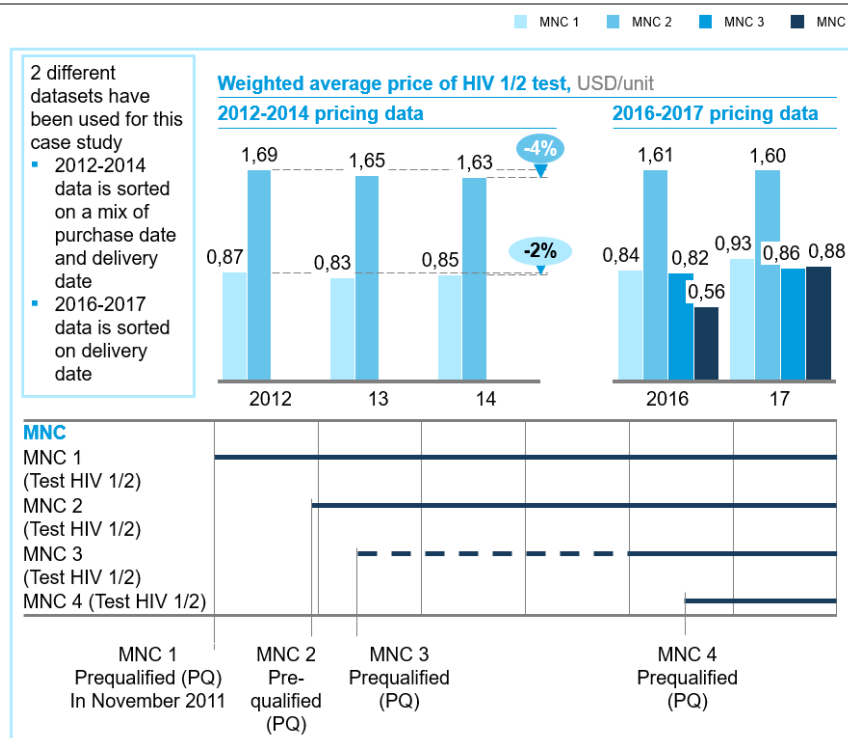 MNC 1 MNC 2 MNC 3 MNC
2 different
datasets have
been used for this
case study
▪ 2012-2014
data is sorted
on a mix of
purchase date
and delivery
date
▪ 2016-2017
data is sorted
on delivery
date
Weighted average price of HIV 1/2 test, USD/unit
2012-2014 pricing data
1,69
1,65
1,63
-4%
0,87
0,83
0,85
-2%
2012 13 14
2016-2017 pricing data
1,61
1,60
0,84
0,82
0,56
0,93
0,86
0,88
2016 17
MNC
MNC 1
(Test HIV 1/2)
MNC 2
(Test HIV 1/2)
MNC 3
(Test HIV 1/2)
MNC 4 (Test HIV 1/2)
MNC 1
Prequalified (PQ)
In November 2011
MNC 2
Pre-
qualified
(PQ)
MNC 3
Prequalified
(PQ)
MNC 4
Prequalified
(PQ)